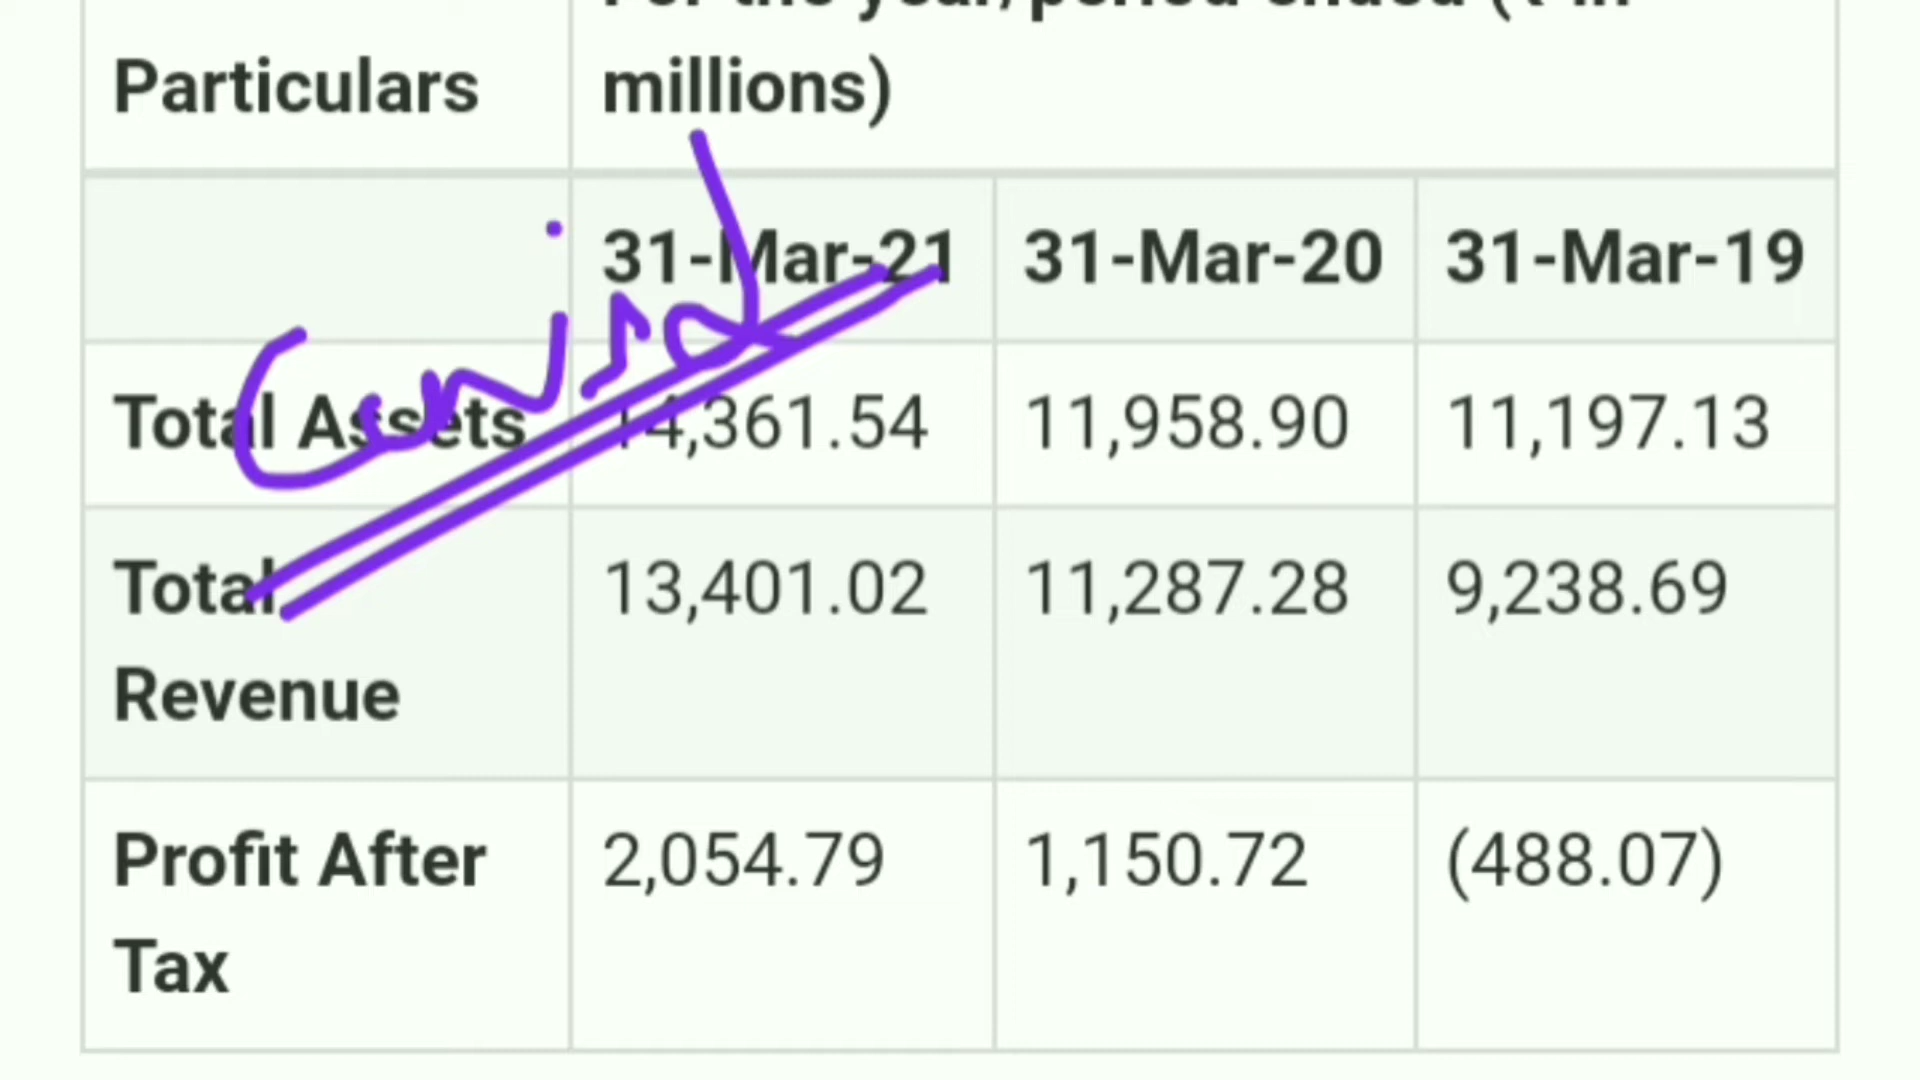 Particulars
millions)
31-Mar-21 31-Mar-20 31-Mar-19
Total Assets 14,361.54 11,958.90 11,197.13
Total 13,401.02 11,287.28 9,238.69
Revenue
Profit After 2,054.79 1,150.72 (488.07)
Tax